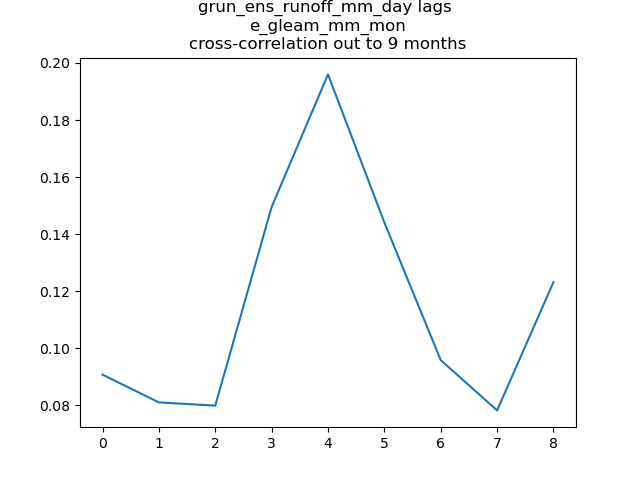 grun_ens_runoff_mm_day lags
e_gleam_mm_mon
cross-correlation out to 9 months
0.20
0.18
0.16
0.14
0.12
0.10
0.08
0 1 2 3 4 5 6 7 8